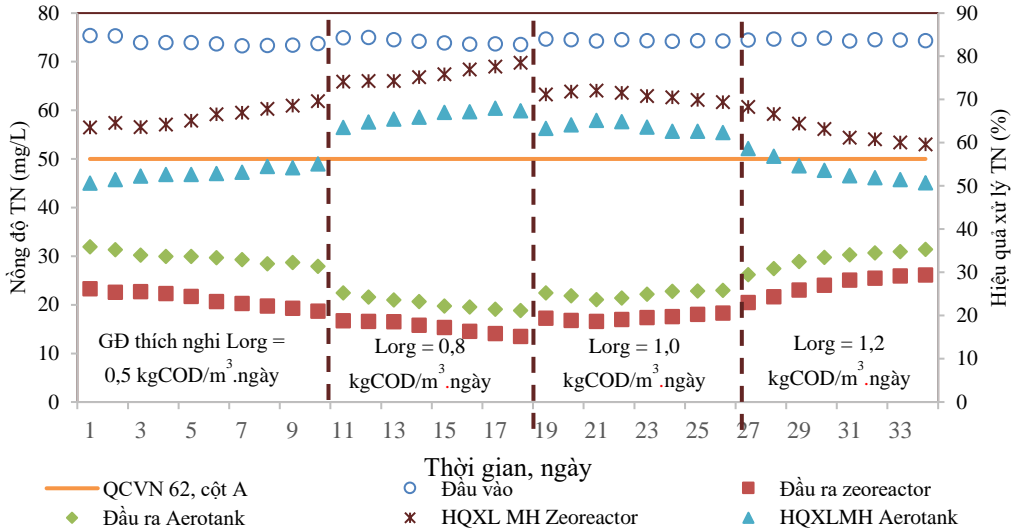 80
70
60
50
40
30
20
10
0
Nồng độ TN (mg/L)
90
80
70
60
50
40
30
20
10
0
Hiệu quả xử lý TN (%)
GĐ thích nghi Lorg =
0,5 kgCOD/m³.ngày
Lorg = 0,8
kgCOD/m³.ngày
Lorg = 1,0
kgCOD/m³.ngày
Lorg = 1,2
kgCOD/m³.ngày
1 3 5 7 9 11 13 15 17 19 21 23 25 27 29 31 33
Thời gian, ngày
QCVN 62, cột A Đầu vào Đầu ra zeoreactor
Đầu ra Aerotank HQXL MH Zeoreactor HQXLMH Aerotank